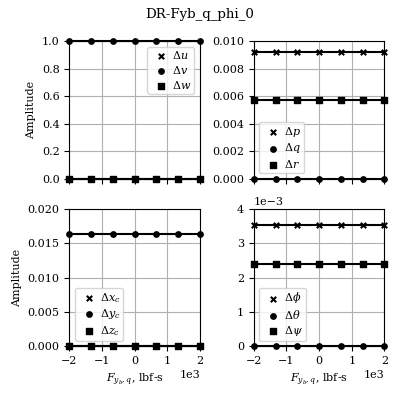 DR-Fyb_q_phi_0
Amplitude
1.0
0.8
0.6
0.4
0.2
0.0
Δu
Δv
Δw
0.010
0.008
0.006
0.004
0.002
0.000
Δp
Δq
Δr
Amplitude
0.020
0.015
0.010
0.005
0.000
Δx_c
Δy_c
Δz_c
−2 −1 0 1 2
1e3
F_{y_b,q}, lbf-s
1e−3
4
3
2
1
0
Δϕ
Δθ
Δψ
−2 −1 0 1 2
1e3
F_{y_b,q}, lbf-s